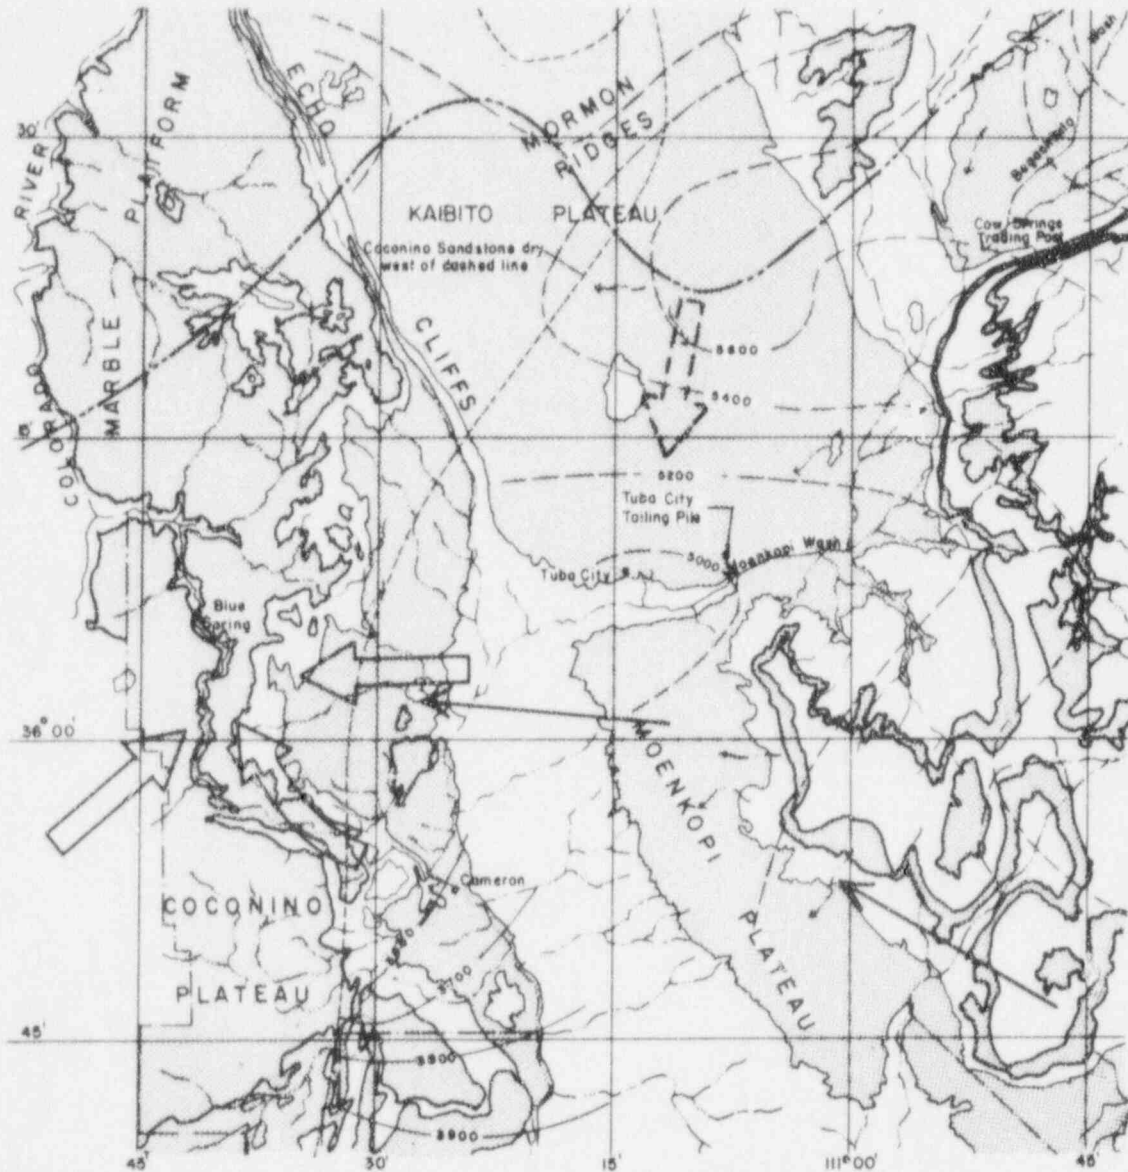 30'
ECHO
MORMON
RIDGES
RIVER
KAIBITO PLATEAU
Coconino Sandstone dry
west of dashed line
Cow Springs
Trading Post
MARBLE
CLIFFS
5600
5400
COLORADO
5200
Tuba City
Tailing Pile
5000
Moenkopi Wash
Tuba City
Blue
Spring
36°00'
MOENKOPI
PLATEAU
Cameron
COCONINO
PLATEAU
45'
3900
45'
30'
15'
111°00'
45'